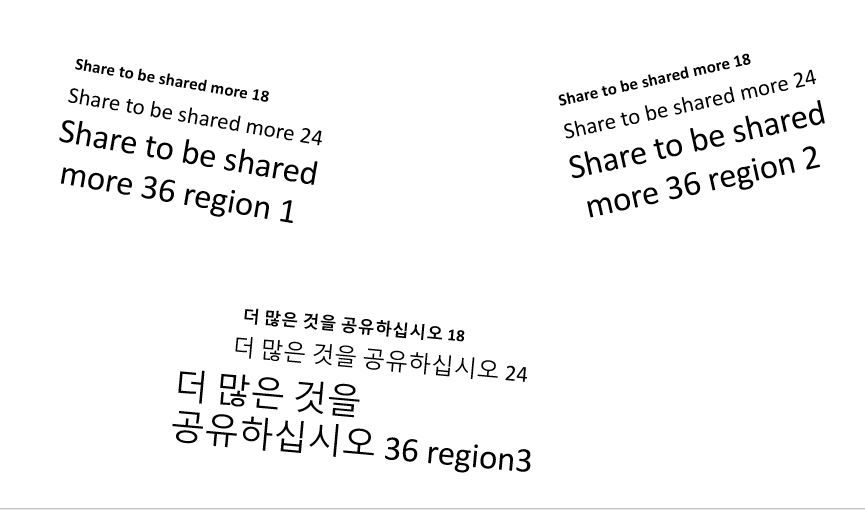 Share to be shared more 18
Share to be shared more 24
Share to be shared
more 36 region 1
Share to be shared more 18
Share to be shared more 24
Share to be shared
more 36 region 2
더 많은 것을 공유하십시오 18
더 많은 것을 공유하십시오 24
더 많은 것을
공유하십시오 36 region3